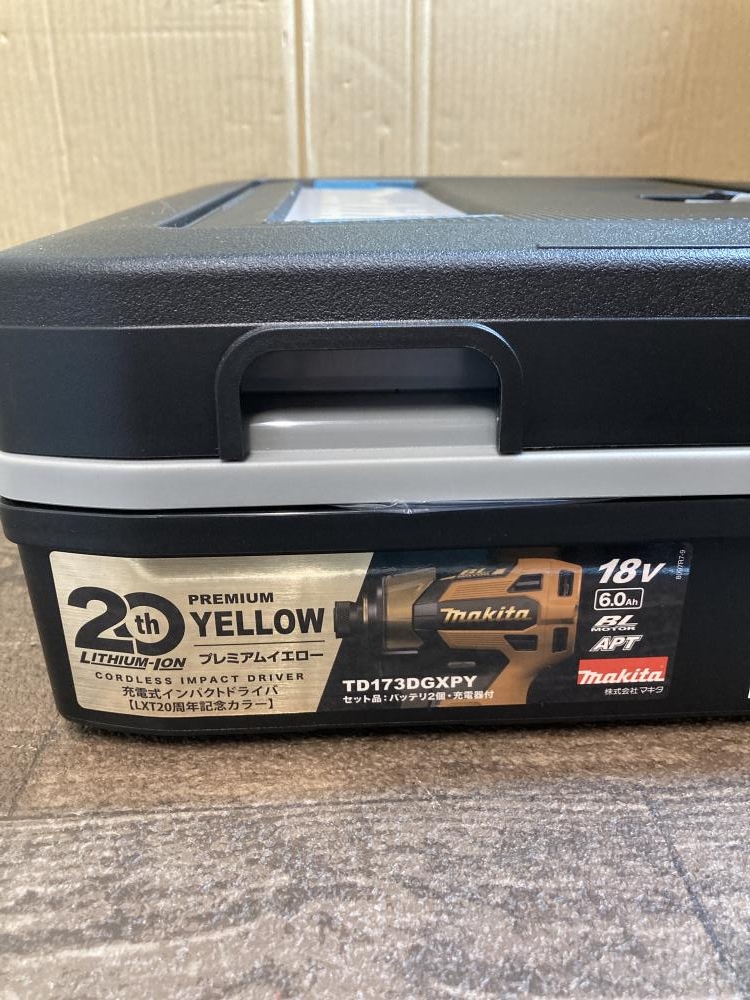 20th
LITHIUM-ION
PREMIUM
YELLOW
プレミアムイエロー
CORDLESS IMPACT DRIVER
充電式インパクトドライバ
【LXT20周年記念カラー】
BL
makita
TD173DGXPY
セット品：バッテリ2個・充電器付
18V
6.0Ah
BL
MOTOR
APT
makita
株式会社マキタ